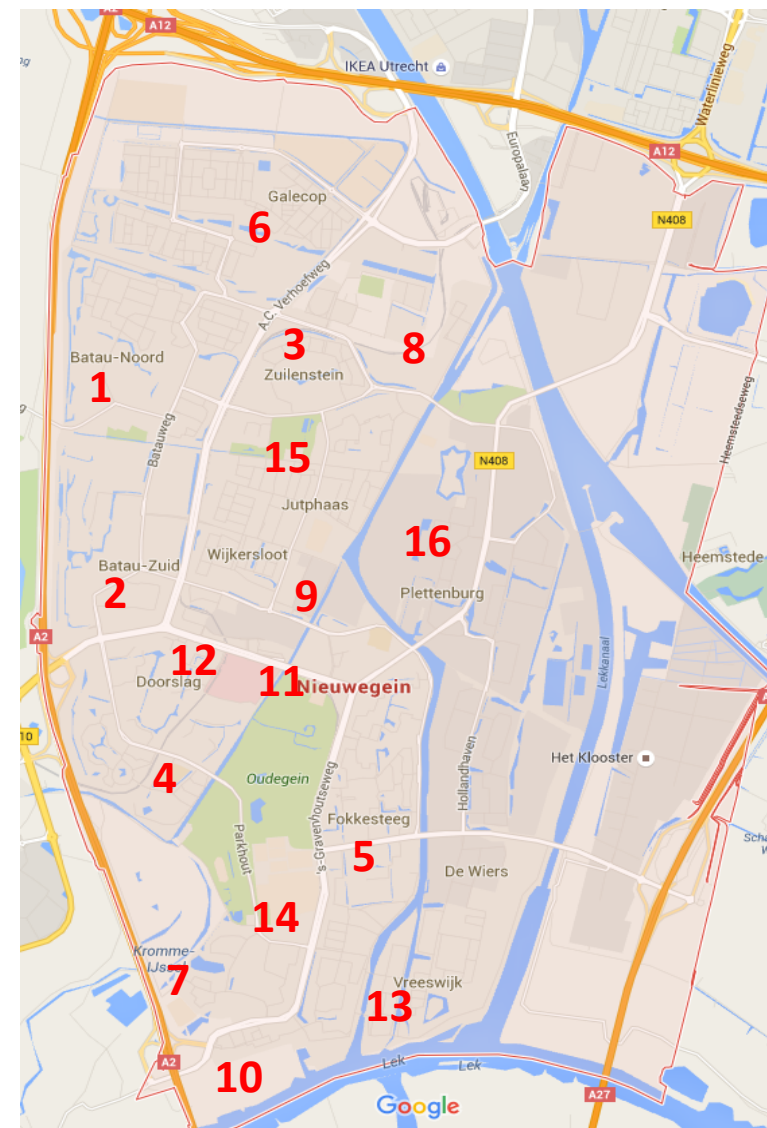 A2
A12
IKEA Utrecht
Waterlinieweg
Europalaan
A12
Galecop
N408
6
A.C. Verhoefweg
3
8
Batau-Noord
Zuilenstein
1
Heemsteedseweg
Batauweg
15
N408
Jutphaas
16
Wijkersloot
Heemstede
Batau-Zuid
2
9
Plettenburg
A2
12
Lekkanaal
Doorslag
11
Nieuwegein
10
Het Klooster
4
Oudegein
Hollandhaven
's-Gravenhoutseweg
Fokkesteeg
Parkhout
5
De Wiers
14
Kromme-
IJssel
7
Vreeswijk
13
A2
Lek
Lek
10
A27
Google